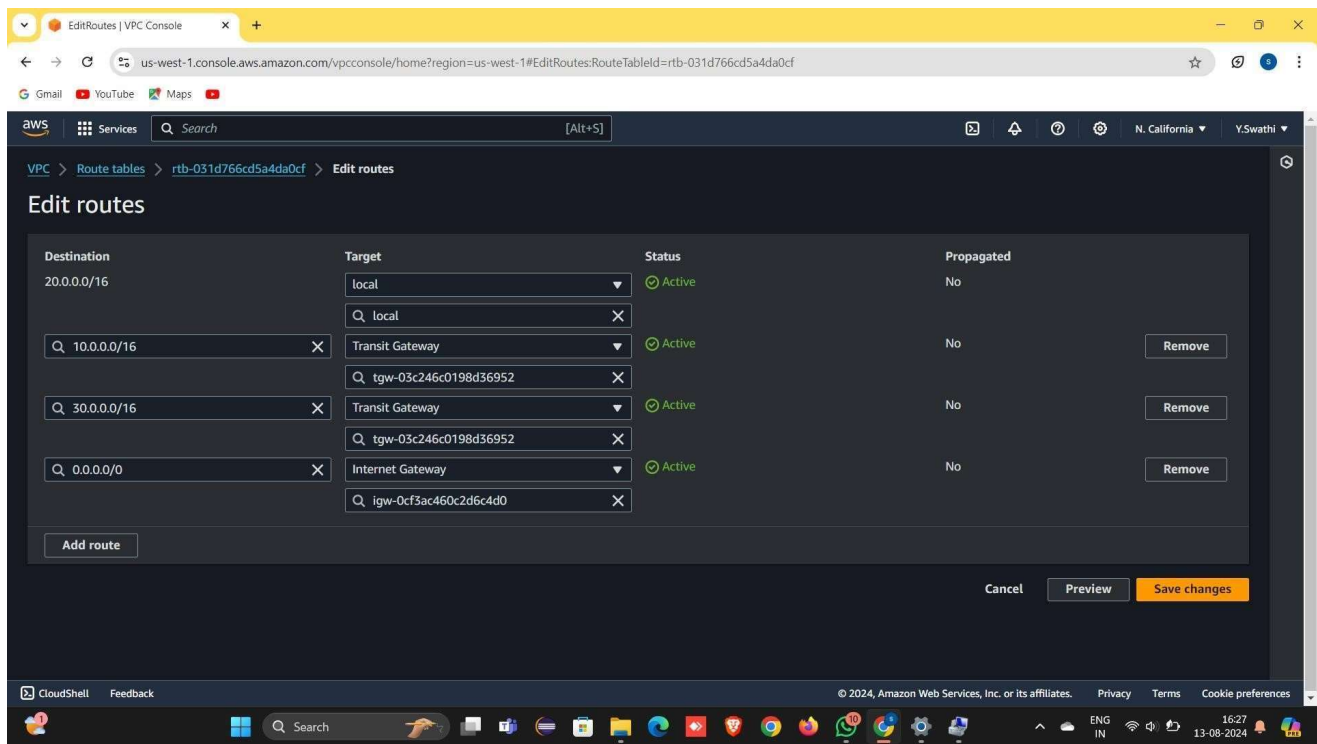 EditRoutes | VPC Console
us-west-1.console.aws.amazon.com/vpcconsole/home?region=us-west-1#EditRoutes:RouteTableId=rtb-031d766cd5a4da0cf
S
Gmail YouTube Maps
aws Services Search [Alt+S] N. California Y.Swathi
VPC > Route tables > rtb-031d766cd5a4da0cf > Edit routes
Edit routes
Destination Target Status Propagated
20.0.0.0/16 local Active No
local
10.0.0.0/16 Transit Gateway Active No Remove
tgw-03c246c0198d36952
30.0.0.0/16 Transit Gateway Active No Remove
tgw-03c246c0198d36952
0.0.0.0/0 Internet Gateway Active No Remove
igw-0cf3ac460c2d6c4d0
Add route
Cancel Preview Save changes
CloudShell Feedback © 2024, Amazon Web Services, Inc. or its affiliates. Privacy Terms Cookie preferences
1 Search 10 ENG 16:27
IN 13-08-2024 PRE